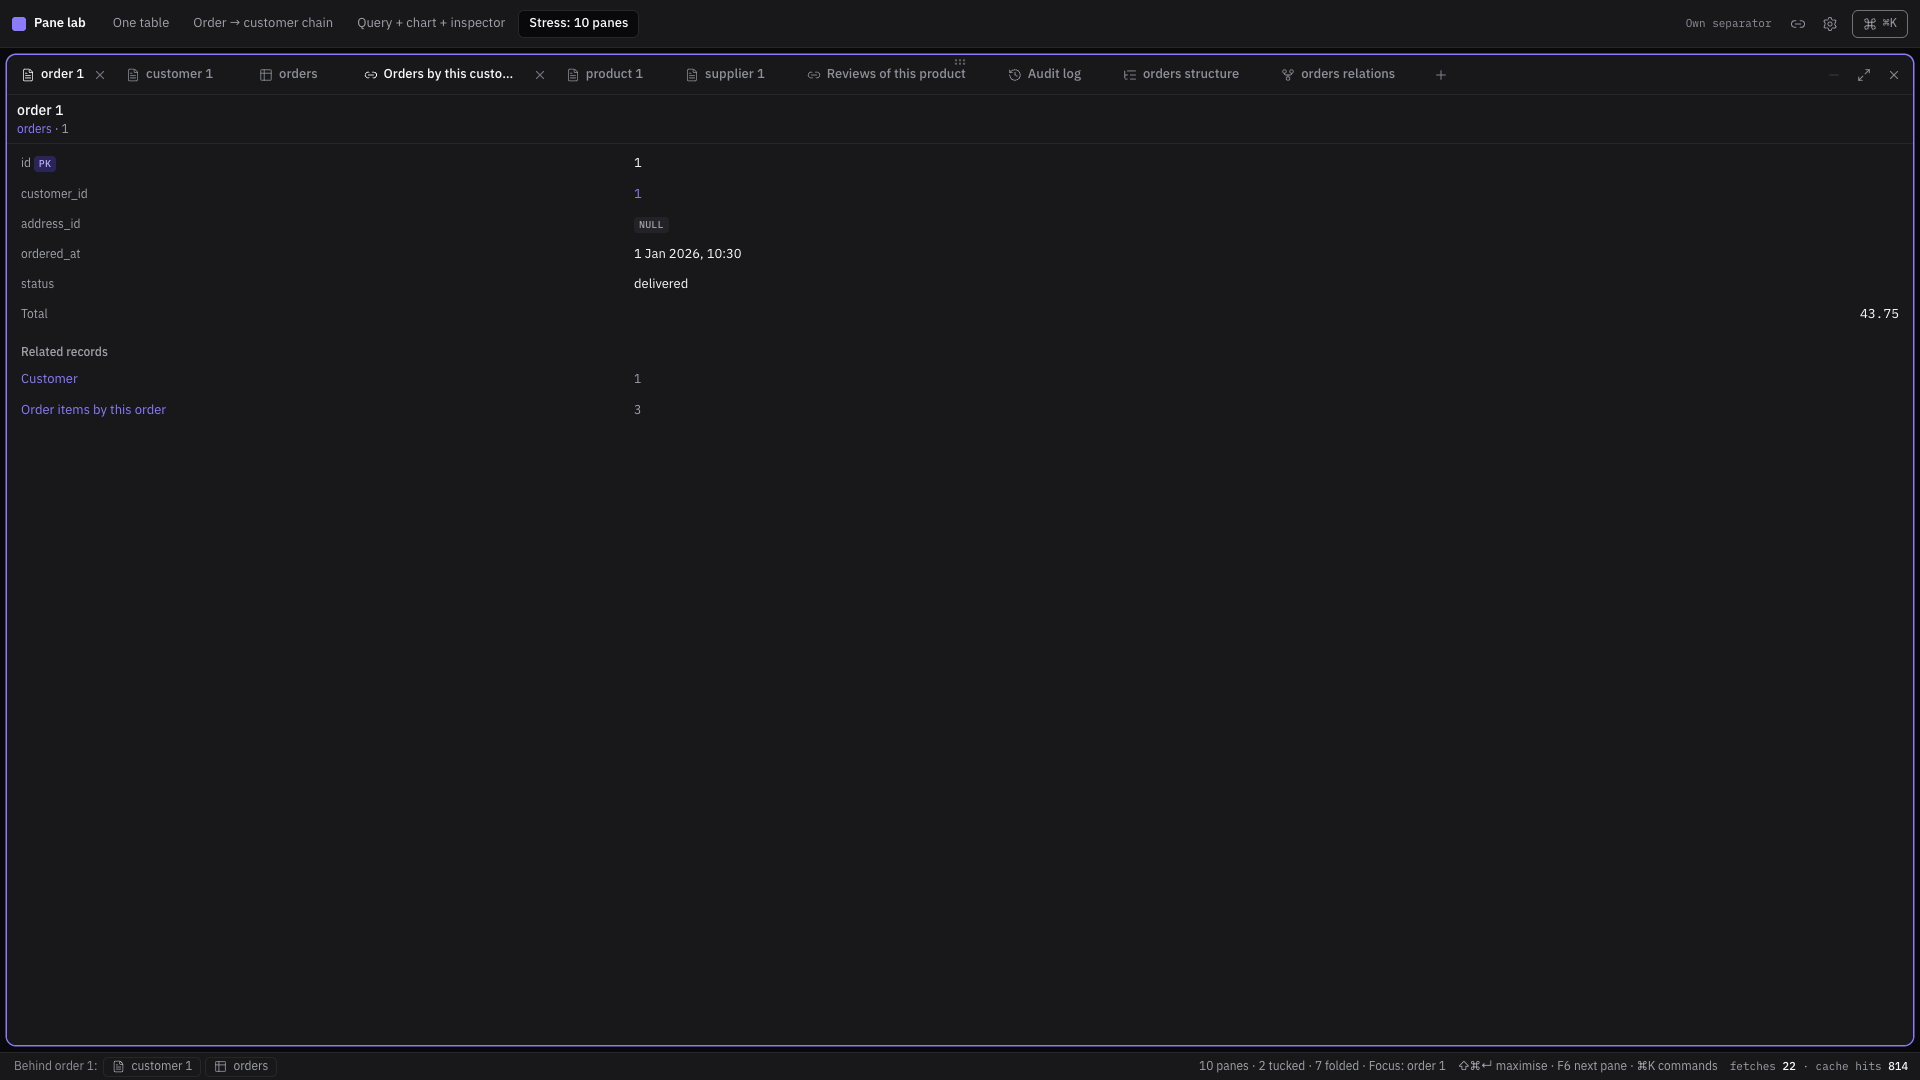 Pane lab One table Order → customer chain Query + chart + inspector Stress: 10 panes Own separator ⌘ ⌘K
order 1 customer 1 orders Orders by this custo... product 1 supplier 1 Reviews of this product Audit log orders structure orders relations
order 1
orders · 1
id PK 1
customer_id 1
address_id NULL
ordered_at 1 Jan 2026, 10:30
status delivered
Total 43.75
Related records
Customer 1
Order items by this order 3
Behind order 1: customer 1 orders 10 panes · 2 tucked · 7 folded · Focus: order 1 ⇧⌘↵ maximise · F6 next pane · ⌘K commands fetches 22 · cache hits 814